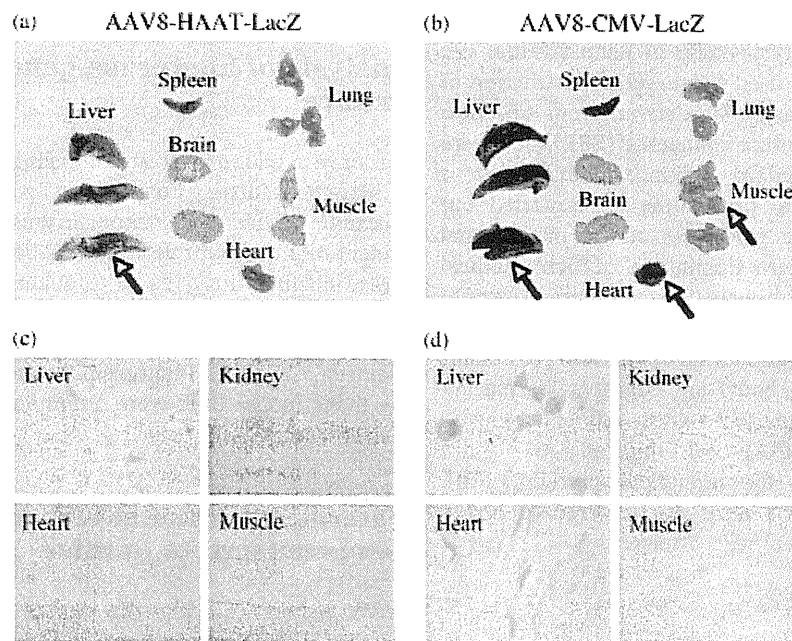 (a) AAV8-HAAT-LacZ
Spleen
Liver
Lung
Brain
Muscle
Heart
(b) AAV8-CMV-LacZ
Spleen
Liver
Lung
Brain
Muscle
Heart
(c)
Liver
Kidney
Heart
Muscle
(d)
Liver
Kidney
Heart
Muscle